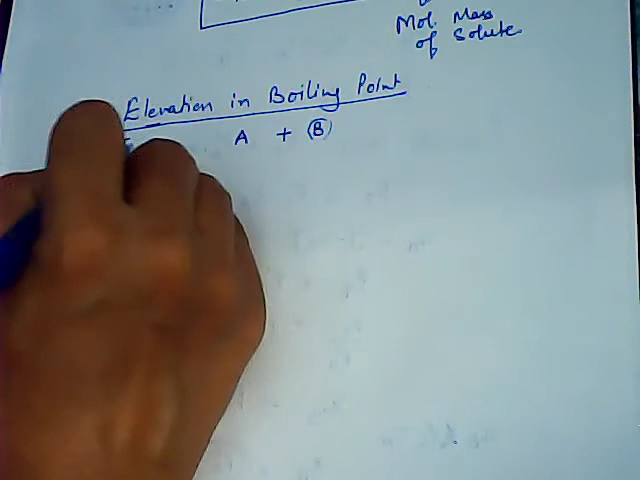 Mol. Mass
of Solute
Elevation in Boiling Point
A + B